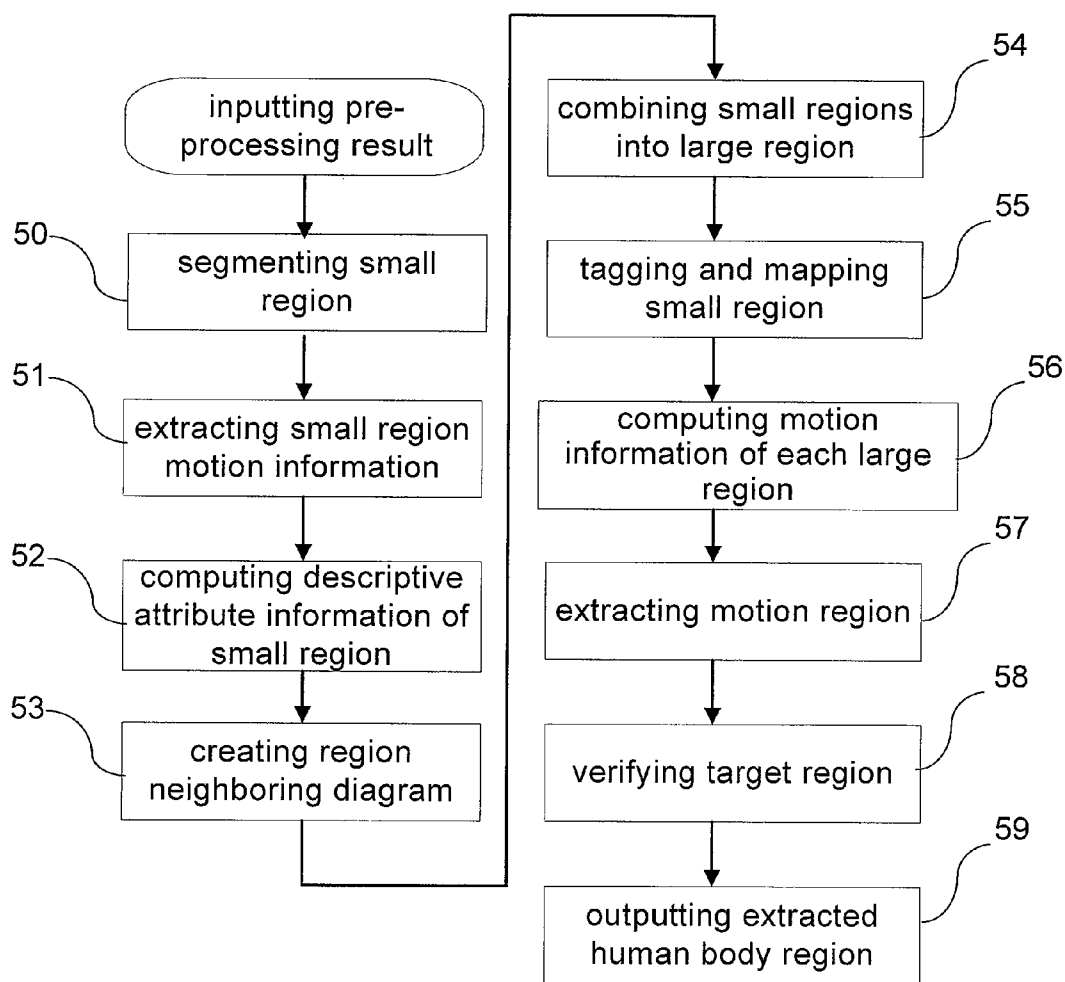 inputting pre-
processing result
50
segmenting small
region
51
extracting small region
motion information
52
computing descriptive
attribute information of
small region
53
creating region
neighboring diagram
54
combining small regions
into large region
55
tagging and mapping
small region
56
computing motion
information of each large
region
57
extracting motion region
58
verifying target region
59
outputting extracted
human body region